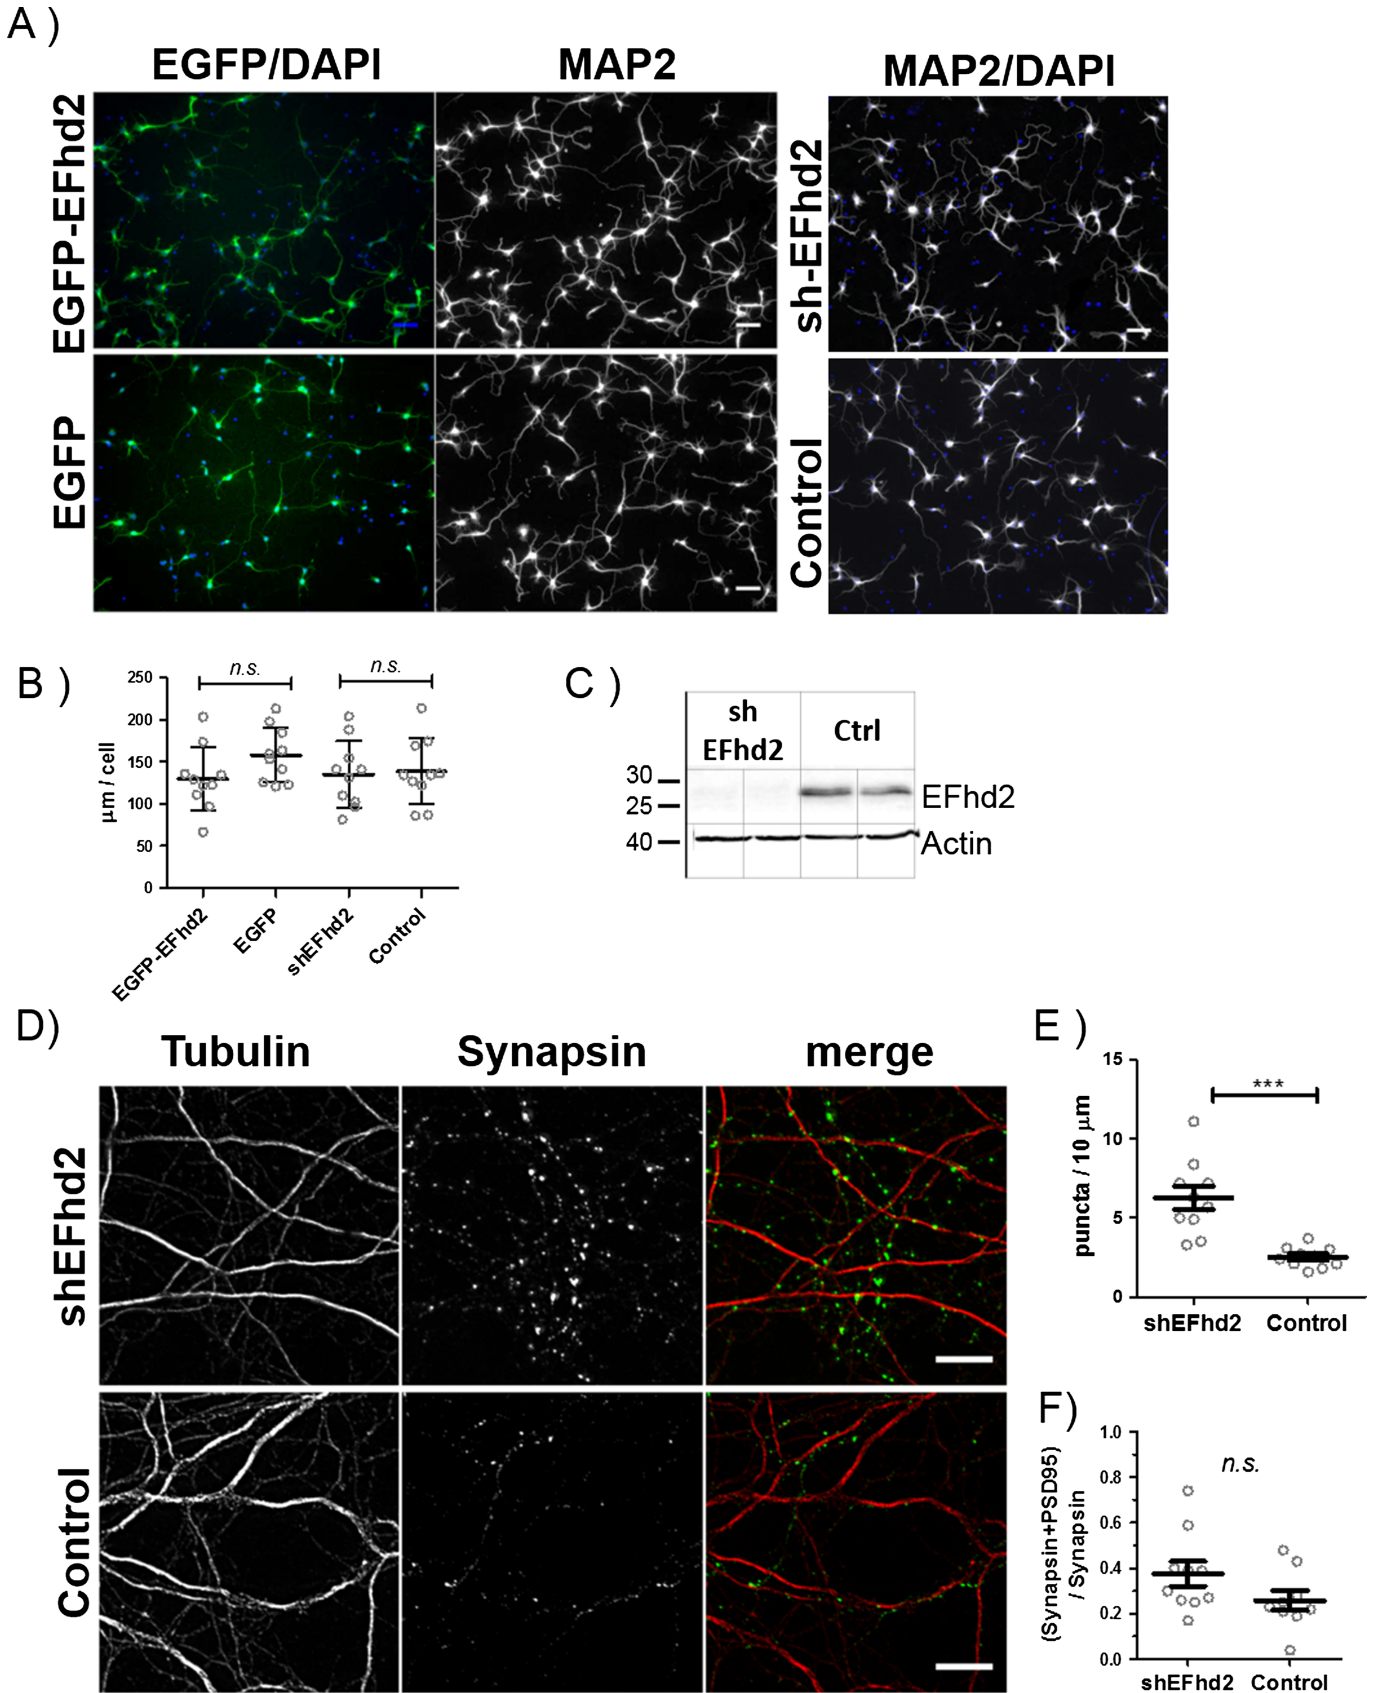 A )
EGFP/DAPI
MAP2
MAP2/DAPI
EGFP-EFhd2
sh-EFhd2
EGFP
Control
B )
250
200
150
100
50
0
μm / cell
n.s.
n.s.
EGFP-EFhd2
EGFP
shEFhd2
Control
C )
sh
EFhd2
Ctrl
30
25
40
EFhd2
Actin
D)
Tubulin
Synapsin
merge
shEFhd2
Control
E )
15
10
5
0
puncta / 10 μm
***
shEFhd2
Control
F)
1.0
0.8
0.6
0.4
0.2
0.0
(Synapsin+PSD95)
/ Synapsin
n.s.
shEFhd2
Control